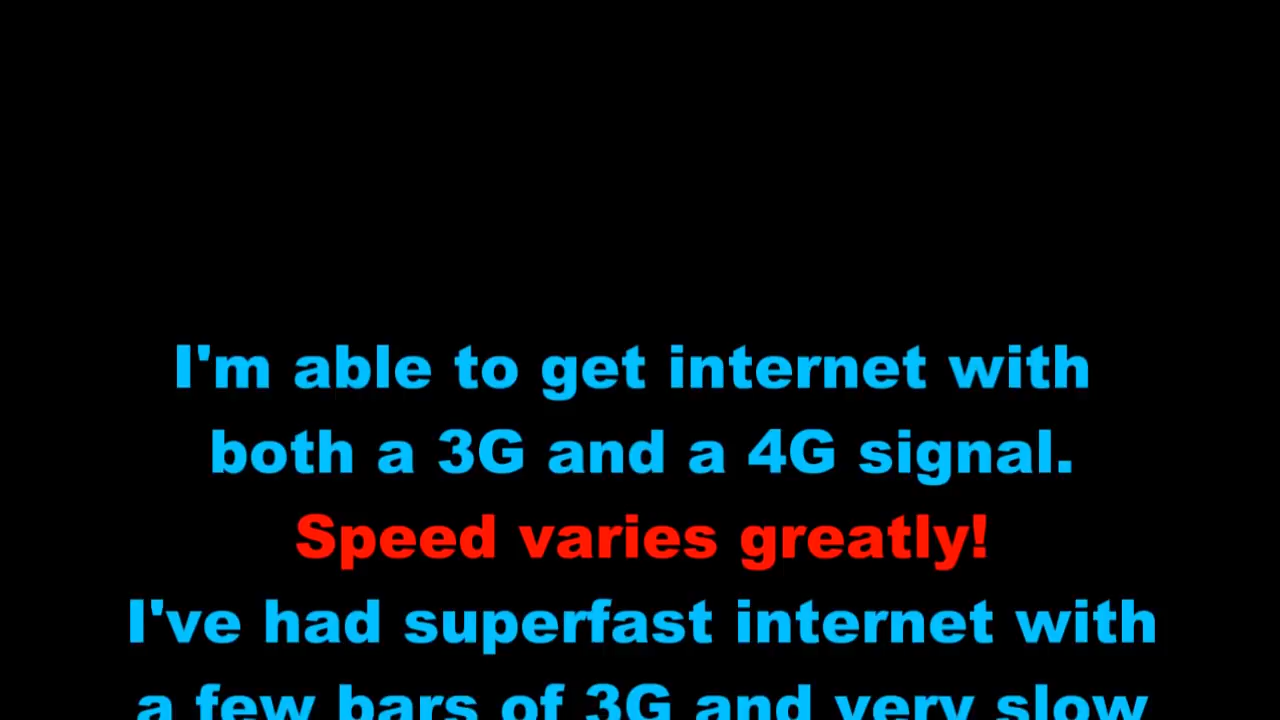 I'm able to get internet with
both a 3G and a 4G signal.
Speed varies greatly!
I've had superfast internet with
a few bars of 3G and very slow